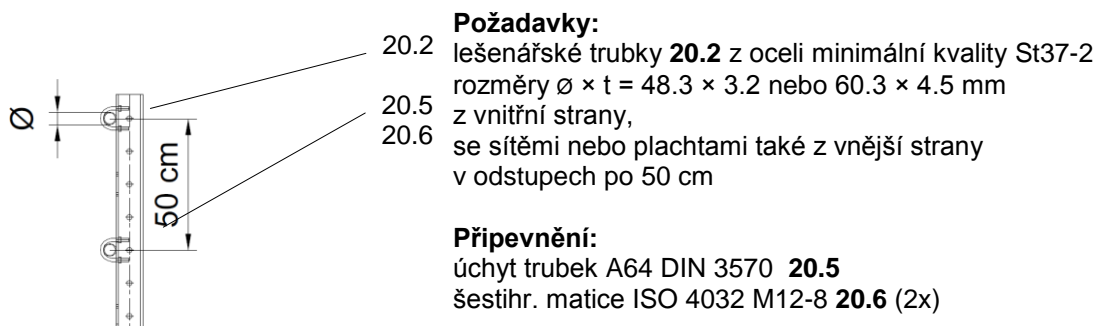 Ø
50 cm
20.2
20.5
20.6
Požadavky:
lešenářské trubky 20.2 z oceli minimální kvality St37-2
rozměry ø × t = 48.3 × 3.2 nebo 60.3 × 4.5 mm
z vnitřní strany,
se sítěmi nebo plachtami také z vnější strany
v odstupech po 50 cm
Připevnění:
úchyt trubek A64 DIN 3570 20.5
šestihr. matice ISO 4032 M12-8 20.6 (2x)